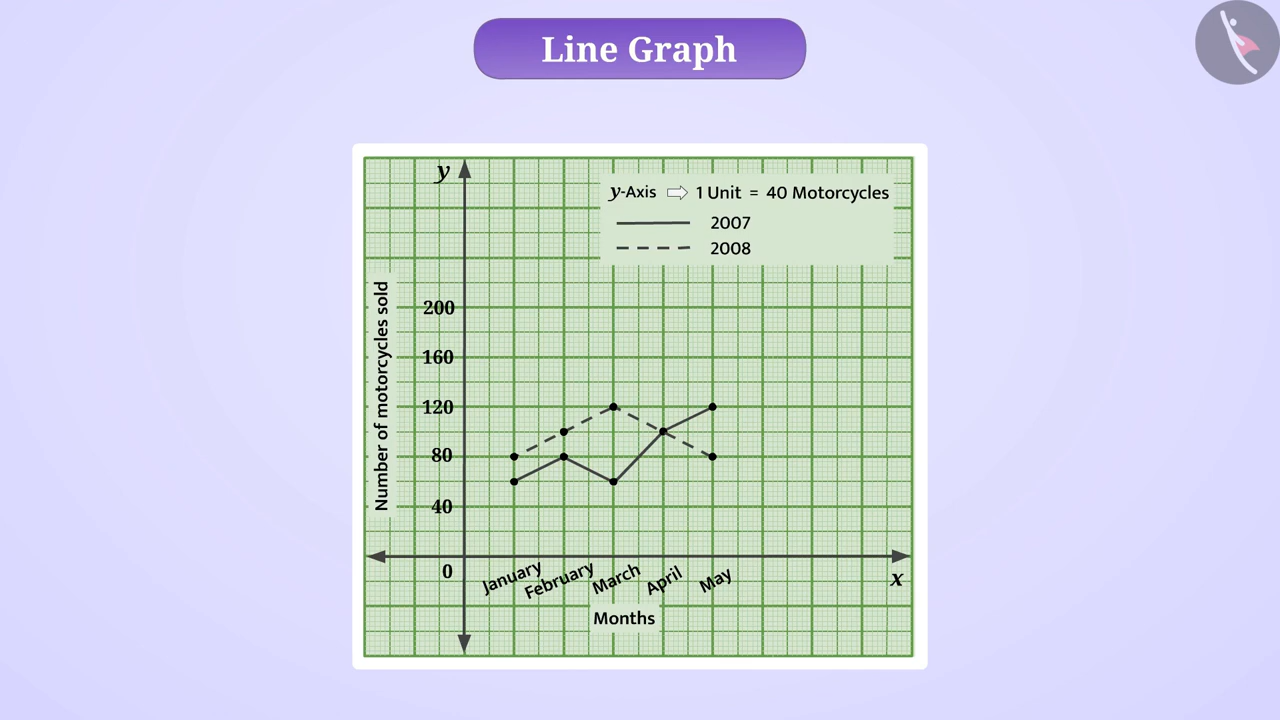 Line Graph
y
y-Axis ⇨ 1 Unit = 40 Motorcycles
2007
2008
Number of motorcycles sold
200
160
120
80
40
0
January
February
March
April
May
x
Months